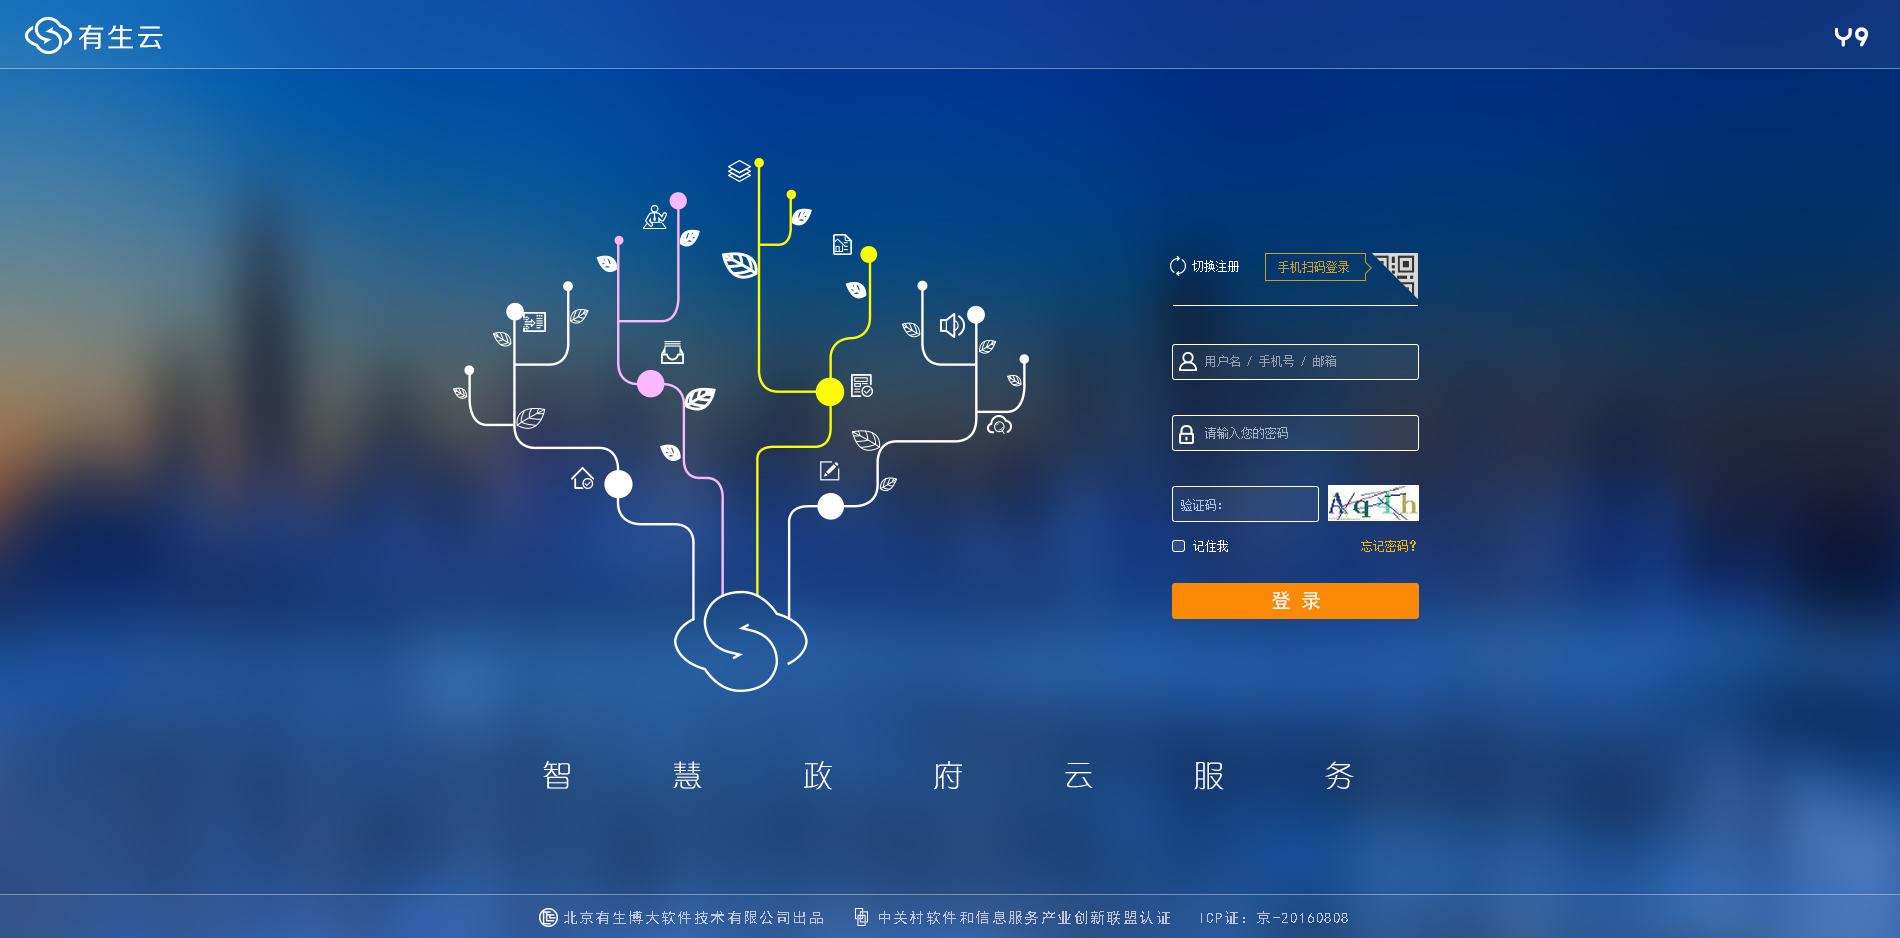 有生云
Y9
切换注册
手机扫码登录
用户名 / 手机号 / 邮箱
请输入您的密码
验证码：
记住我
忘记密码？
登 录
智 慧 政 府 云 服 务
北京有生博大软件技术有限公司出品
中关村软件和信息服务产业创新联盟认证
ICP证：京-20160808